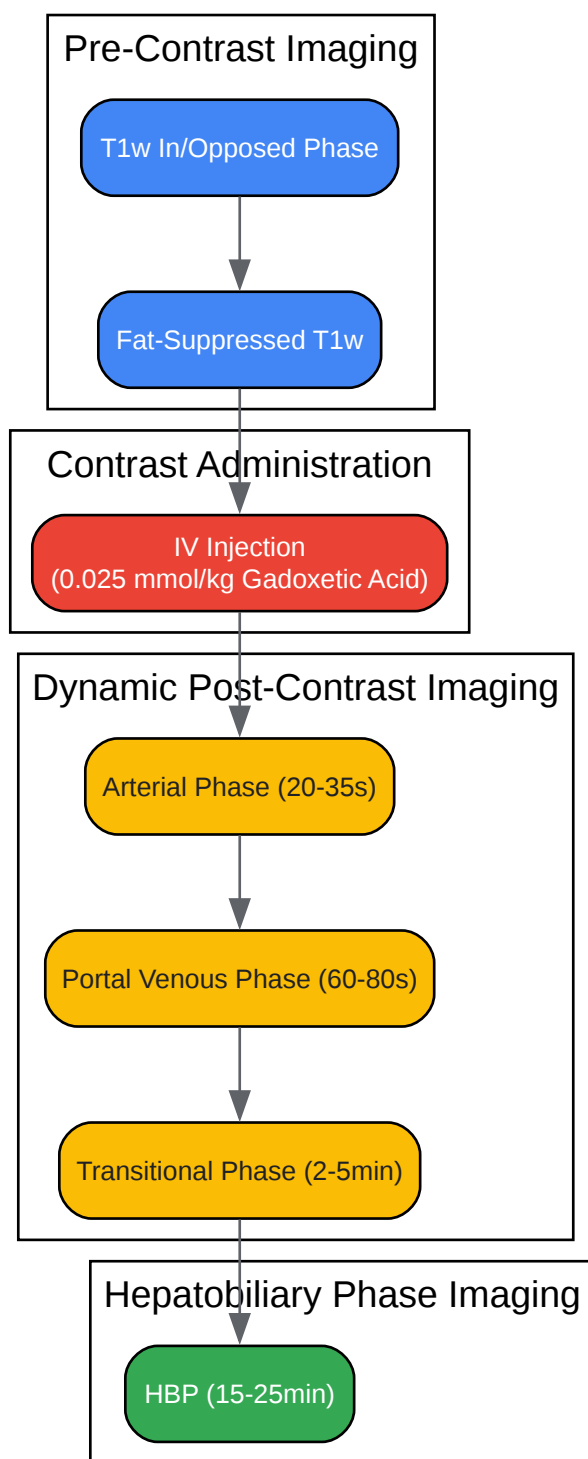 Pre-Contrast Imaging
T1w In/Opposed Phase
Fat-Suppressed T1w
Contrast Administration
IV Injection
(0.025 mmol/kg Gadoxetic Acid)
Dynamic Post-Contrast Imaging
Arterial Phase (20-35s)
Portal Venous Phase (60-80s)
Transitional Phase (2-5min)
Hepatobiliary Phase Imaging
HBP (15-25min)